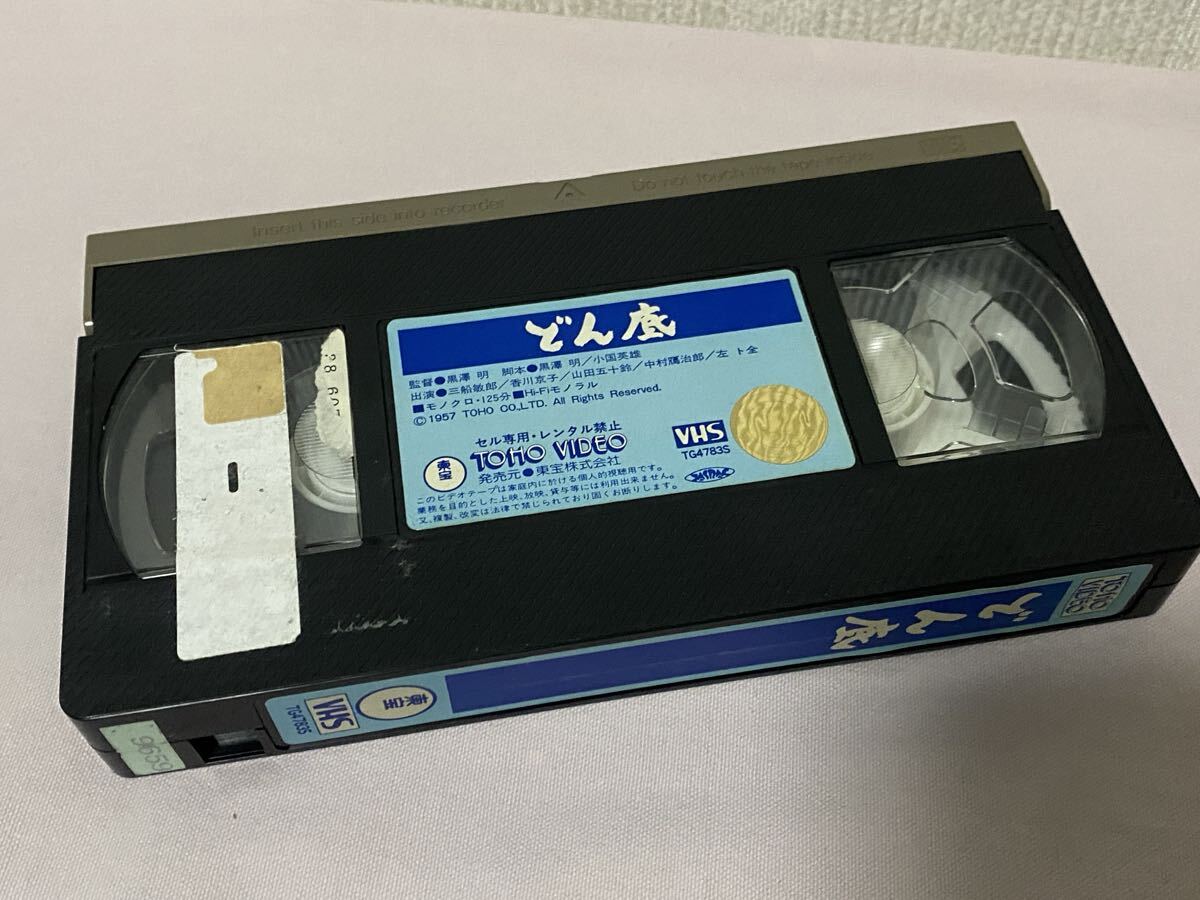 Insert this side into recorder
Do not touch the tape inside
どん底
監督●黒澤 明 脚本●黒澤 明／小国英雄
出演●三船敏郎／香川京子／山田五十鈴／中村鴈治郎／左 ト全
■モノクロ・125分■Hi-Fiモノラル
©1957 TOHO CO.,LTD. All Rights Reserved.
セル専用・レンタル禁止
東宝
TOHO VIDEO
発売元●東宝株式会社
VHS
TG4783S
このビデオテープは家庭内に於ける個人的視聴用です。
業務を目的とした上映、放映、貸与等には利用出来ません。
又、複製、改変は法律で禁じられており固くお断りします。
TOHO VIDEO
どん底
東宝
VHS
TG4783S
9659